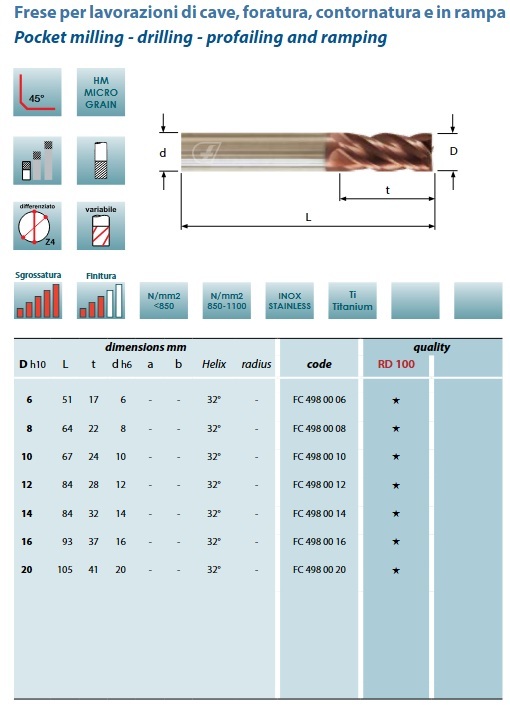 Frese per lavorazioni di cave, foratura, contornatura e in rampa
Pocket milling - drilling - profailing and ramping
45°
HM
MICRO
GRAIN
d
D
t
L
differenziato
Z4
variabile
Sgrossatura
Finitura
N/mm2
<850
N/mm2
850-1100
INOX
STAINLESS
Ti
Titanium
dimensions mm quality
D h10 L t d h6 a b Helix radius code RD 100
6 51 17 6 - - 32° - FC 498 00 06 ★
8 64 22 8 - - 32° - FC 498 00 08 ★
10 67 24 10 - - 32° - FC 498 00 10 ★
12 84 28 12 - - 32° - FC 498 00 12 ★
14 84 32 14 - - 32° - FC 498 00 14 ★
16 93 37 16 - - 32° - FC 498 00 16 ★
20 105 41 20 - - 32° - FC 498 00 20 ★